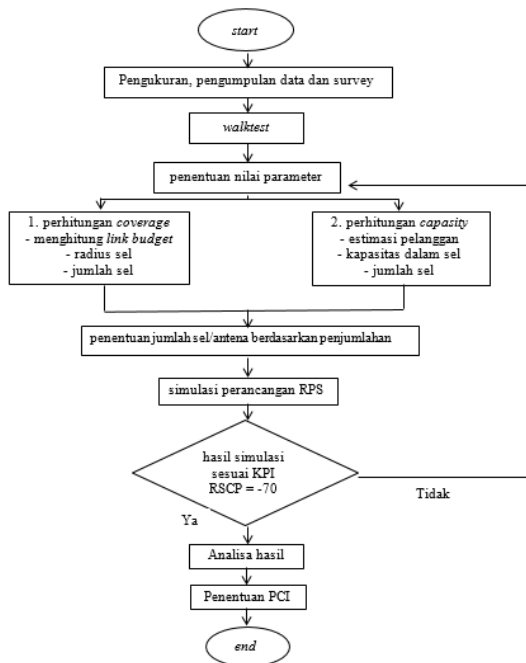 start
Pengukuran, pengumpulan data dan survey
walktest
penentuan nilai parameter
1. perhitungan coverage
- menghitung link budget
- radius sel
- jumlah sel
2. perhitungan capacity
- estimasi pelanggan
- kapasitas dalam sel
- jumlah sel
penentuan jumlah sel/antena berdasarkan penjumlahan
simulasi perancangan RPS
hasil simulasi
sesuai KPI
RSCP = -70
Tidak
Ya
Analisa hasil
Penentuan PCI
end